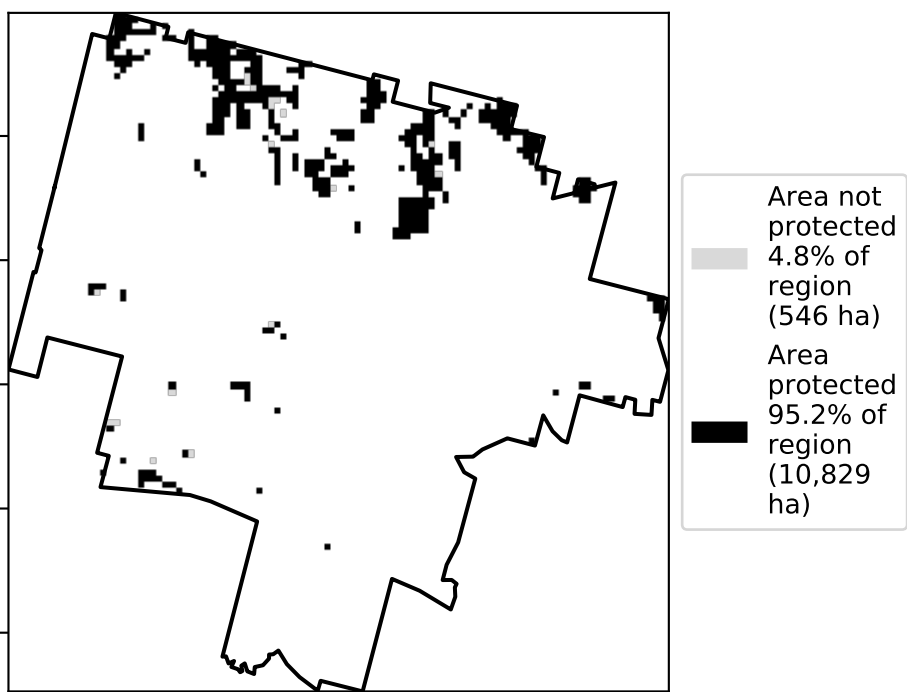 Area not
protected
4.8% of
region
(546 ha)
Area
protected
95.2% of
region
(10,829
ha)